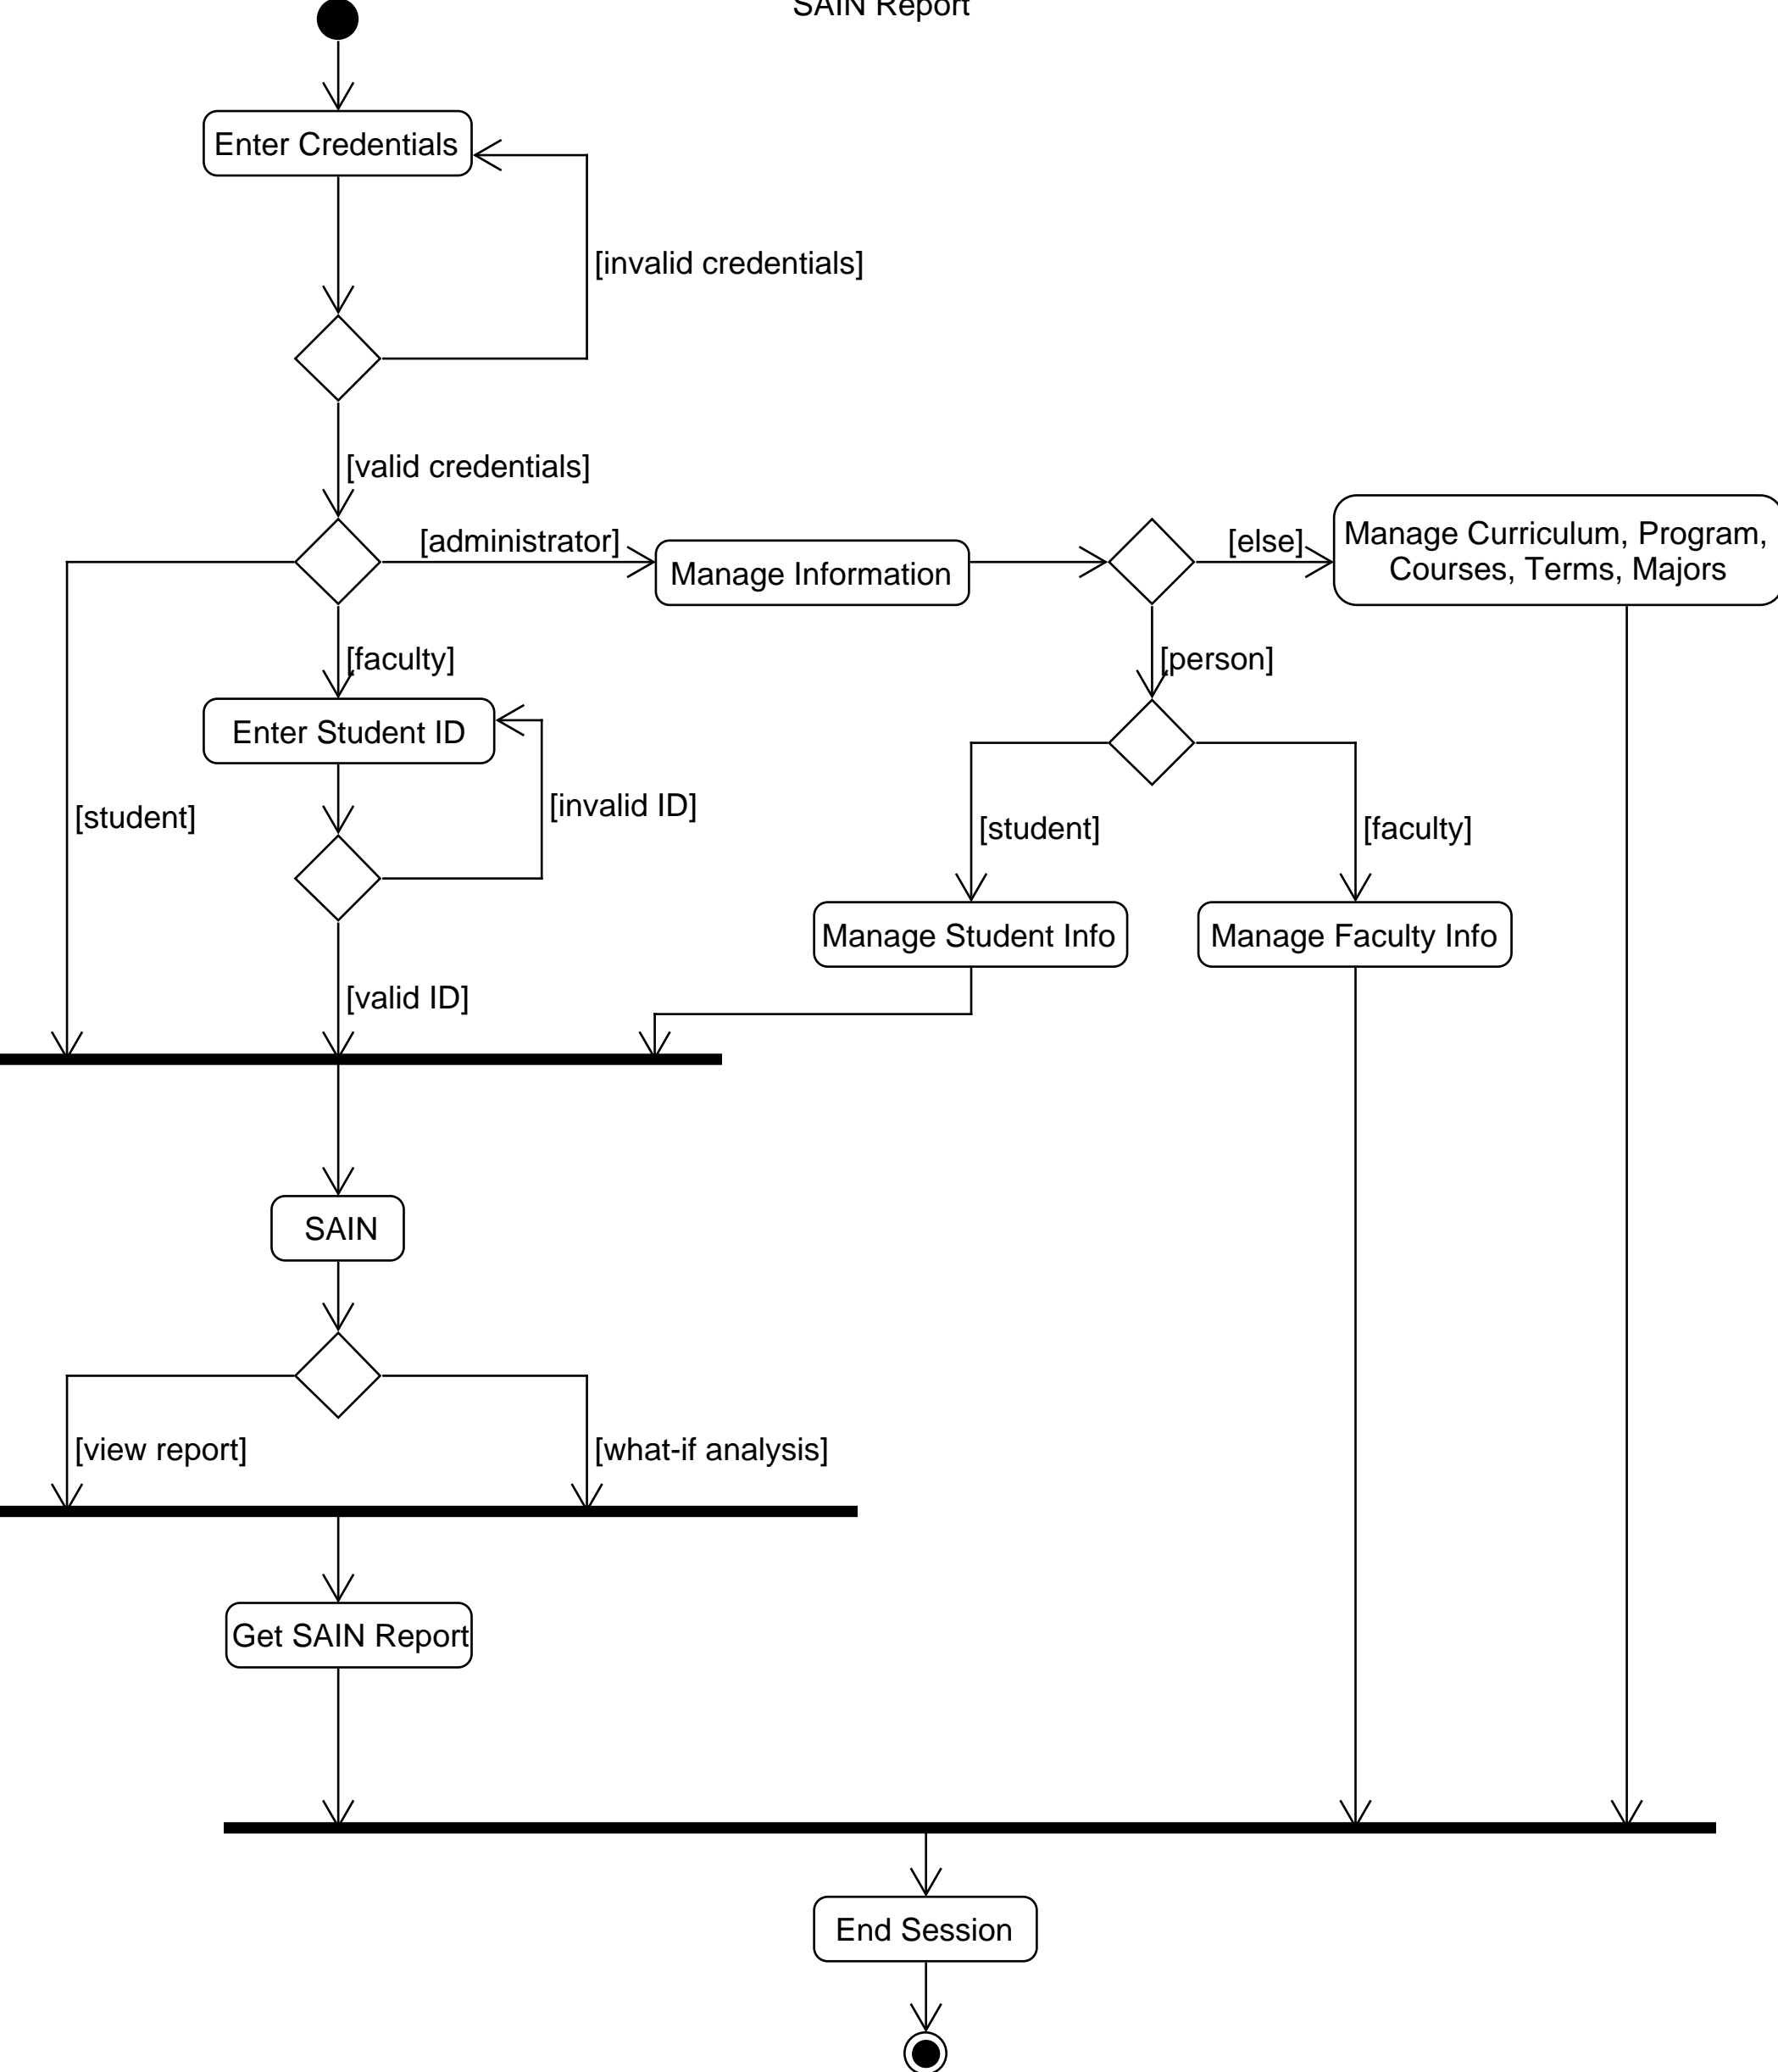 SAIN Report
Enter Credentials
[invalid credentials]
[valid credentials]
[administrator]
Manage Information
[else]
Manage Curriculum, Program,
Courses, Terms, Majors
[faculty]
[person]
Enter Student ID
[invalid ID]
[student]
[student]
[faculty]
Manage Student Info
Manage Faculty Info
[valid ID]
SAIN
[view report]
[what-if analysis]
Get SAIN Report
End Session